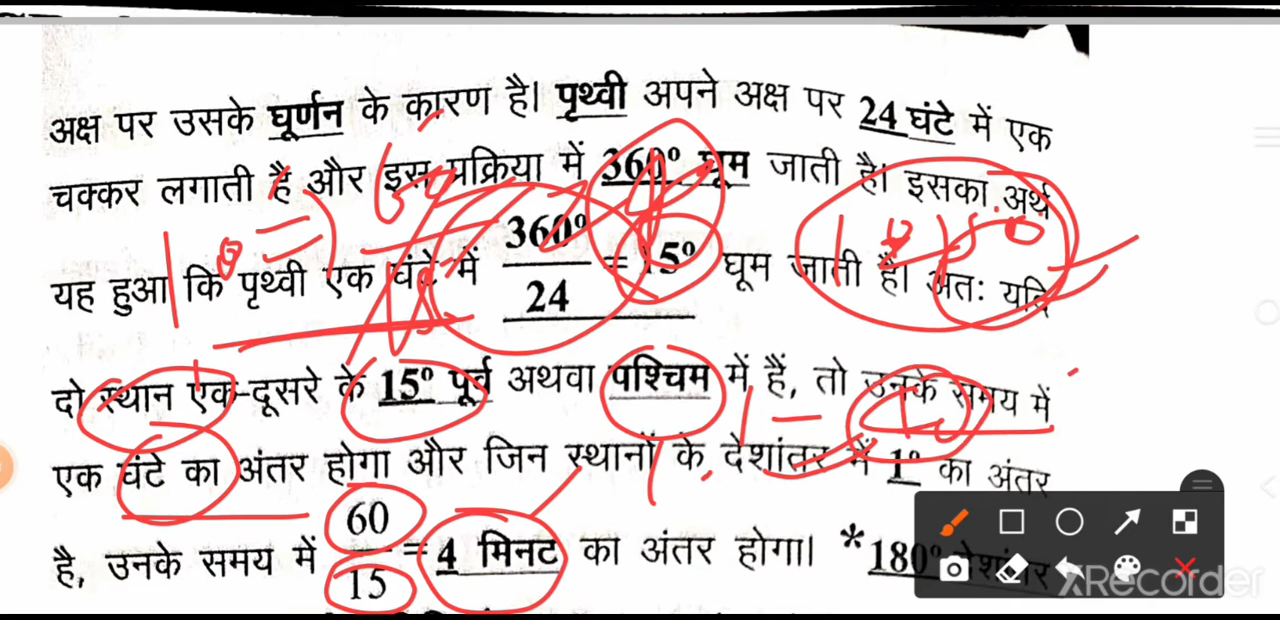 अक्ष पर उसके घूर्णन के कारण है। पृथ्वी अपने अक्ष पर 24 घंटे में एक
चक्कर लगाती है और इस प्रक्रिया में 360° घूम जाती है। इसका अर्थ
यह हुआ कि पृथ्वी एक घंटे में 360°/24 = 15° घूम जाती है। अतः यदि
दो स्थान एक-दूसरे के 15° पूर्व अथवा पश्चिम में हैं, तो उनके समय में
एक घंटे का अंतर होगा और जिन स्थानों के देशांतर में 1° का अंतर
है, उनके समय में 60/15 = 4 मिनट का अंतर होगा। *180° देशांतर
XRecorder